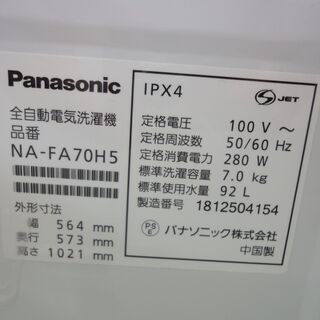 Panasonic
全自動電気洗濯機
品番
NA-FA70H5
外形寸法
幅 564 mm
奥行 573 mm
高さ 1021 mm
IPX4
S JET
定格電圧 100 V ～
定格周波数 50/60 Hz
定格消費電力 280 W
標準洗濯容量 7.0 kg
標準使用水量 92 L
製造番号 1812504154
PS E パナソニック株式会社
中国製